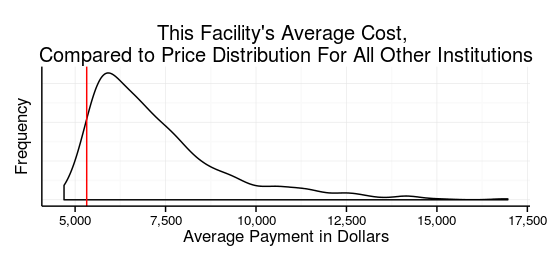 This Facility's Average Cost,
Compared to Price Distribution For All Other Institutions
Frequency
5,000 7,500 10,000 12,500 15,000 17,500
Average Payment in Dollars